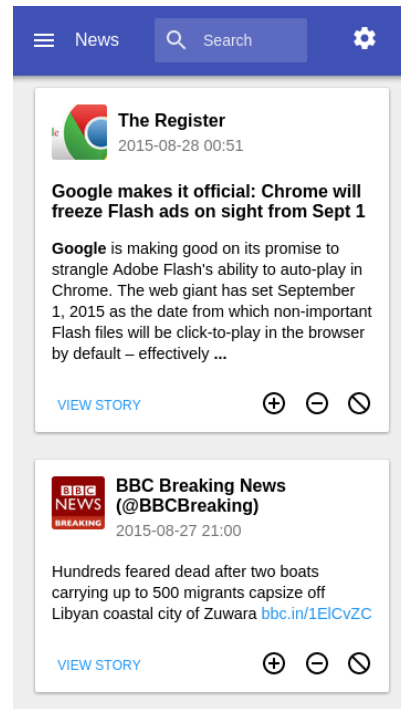 News
Search
le
The Register
2015-08-28 00:51
Google makes it official: Chrome will
freeze Flash ads on sight from Sept 1
Google is making good on its promise to
strangle Adobe Flash's ability to auto-play in
Chrome. The web giant has set September
1, 2015 as the date from which non-important
Flash files will be click-to-play in the browser
by default – effectively ...
VIEW STORY
BBC
NEWS
BREAKING
BBC Breaking News
(@BBCBreaking)
2015-08-27 21:00
Hundreds feared dead after two boats
carrying up to 500 migrants capsize off
Libyan coastal city of Zuwara bbc.in/1ElCvZC
VIEW STORY